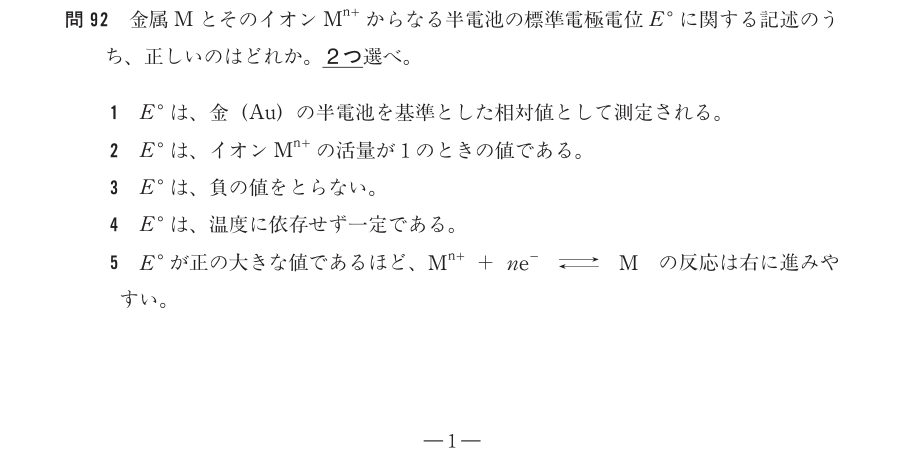 問92 金属 M とそのイオン Mⁿ⁺ からなる半電池の標準電極電位 E° に関する記述のう
ち、正しいのはどれか。2つ選べ。
1 E° は、金（Au）の半電池を基準とした相対値として測定される。
2 E° は、イオン Mⁿ⁺ の活量が1のときの値である。
3 E° は、負の値をとらない。
4 E° は、温度に依存せず一定である。
5 E° が正の大きな値であるほど、Mⁿ⁺ + ne⁻ ⇄ M の反応は右に進みや
すい。
—1—